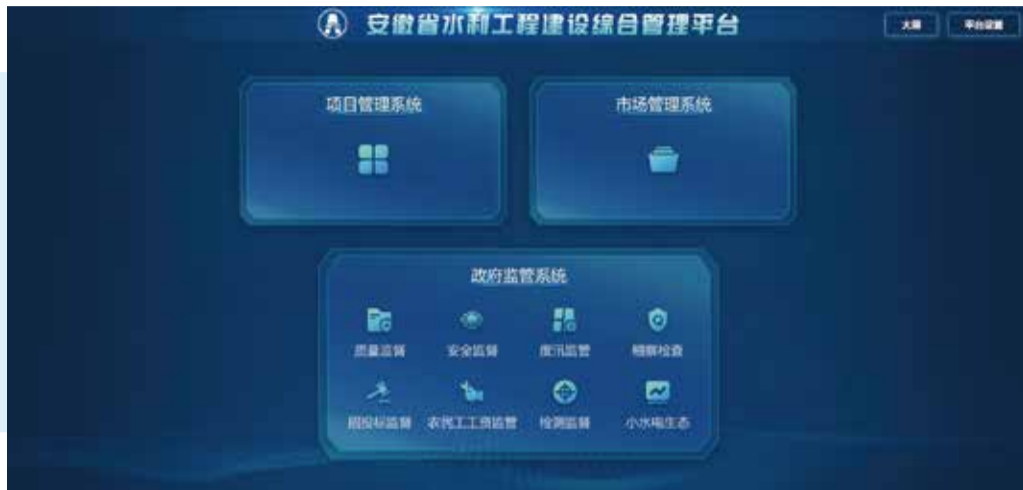 安徽省水利工程建设综合管理平台
大屏
平台设置
项目管理系统
市场管理系统
政府监管系统
质量监督
安全监督
度汛监管
稽察检查
招投标监督
农民工工资监管
检测监督
小水电生态